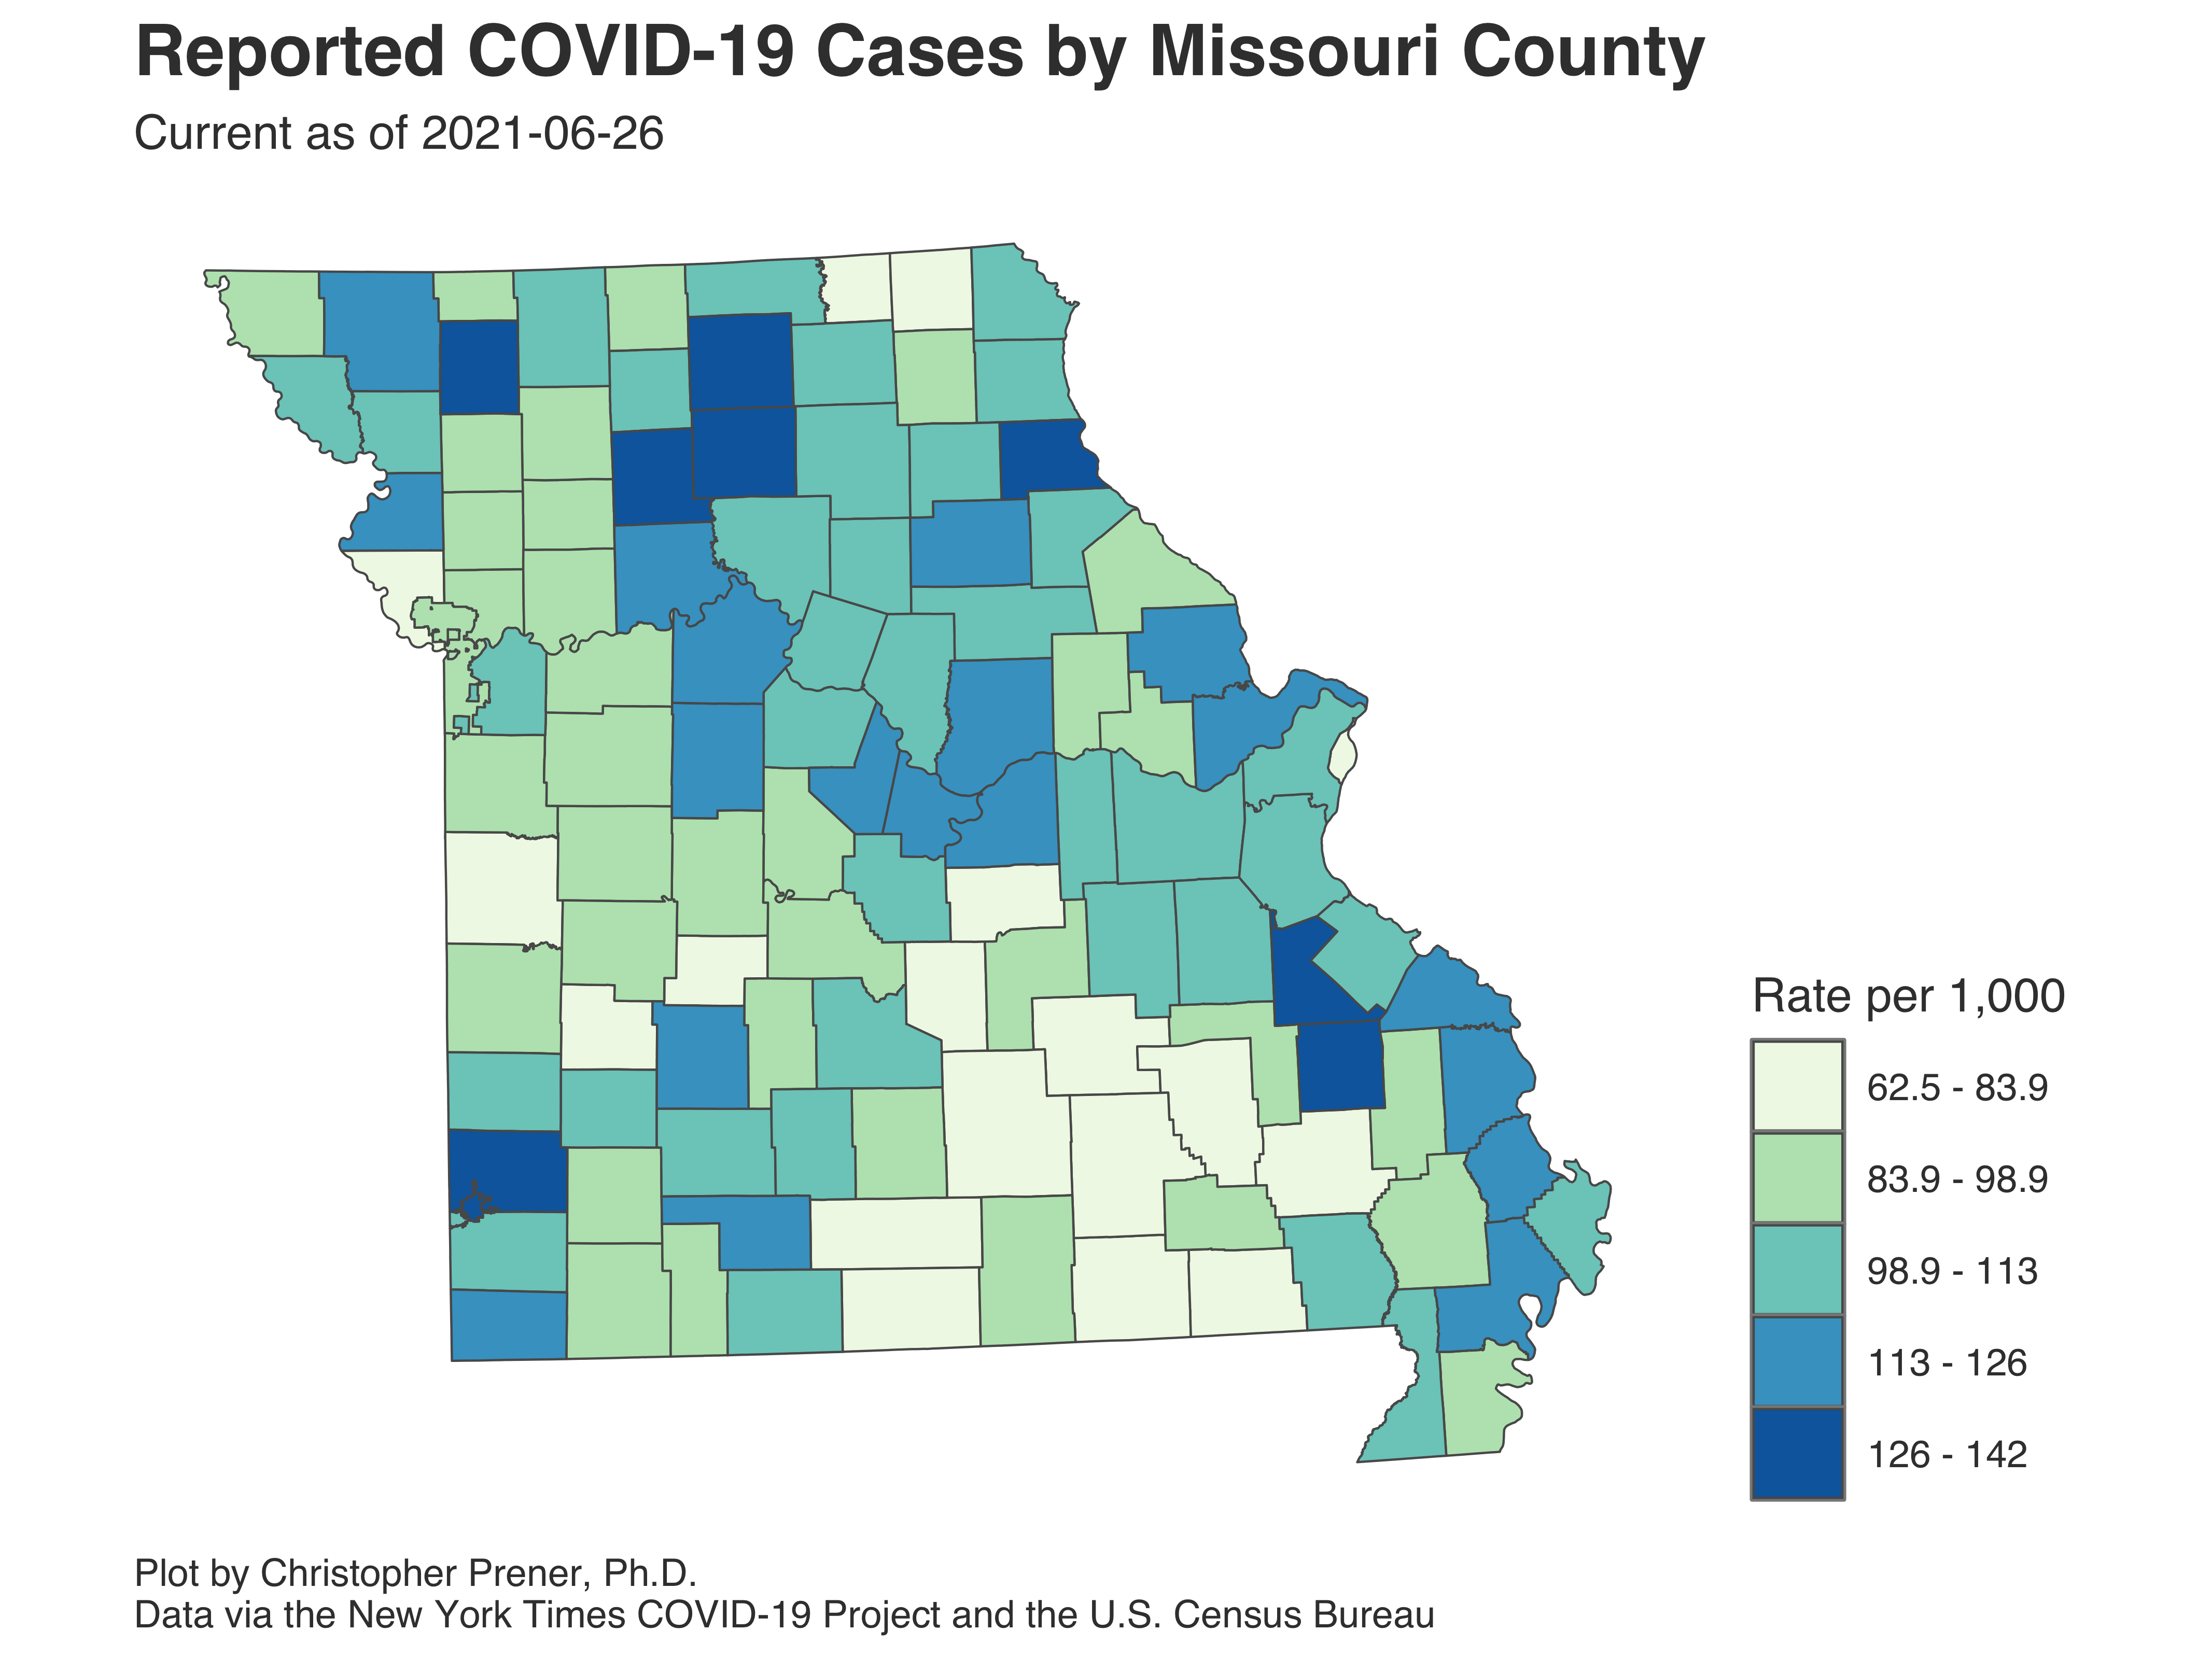 Reported COVID-19 Cases by Missouri County
Current as of 2021-06-26
Rate per 1,000
62.5 - 83.9
83.9 - 98.9
98.9 - 113
113 - 126
126 - 142
Plot by Christopher Prener, Ph.D.
Data via the New York Times COVID-19 Project and the U.S. Census Bureau